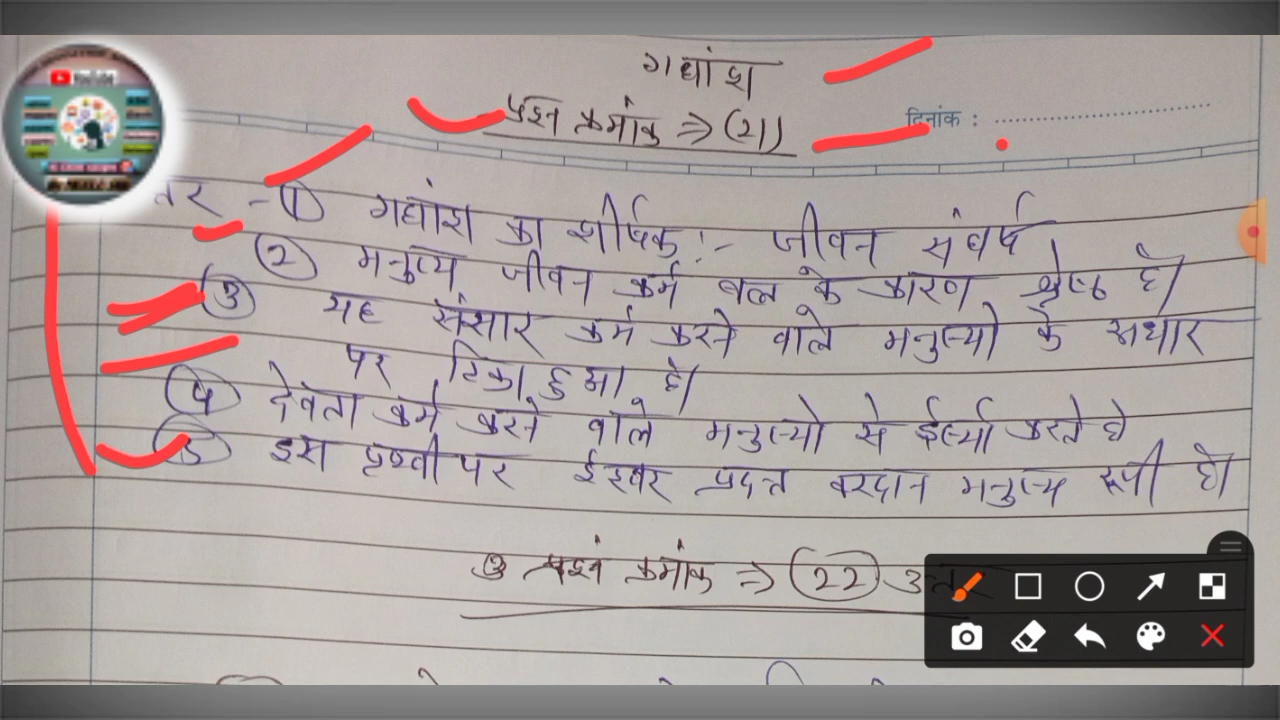 गद्यांश
प्रश्न क्रमांक ⇒ (21)
दिनांक :
तर - ① गद्यांश का शीर्षक :- जीवन संघर्ष
② मनुष्य जीवन कर्म बल के कारण श्रेष्ठ है।
③ यह संसार कर्म करने वाले मनुष्यो के अधार
पर टिका हुआ है।
④ देवता कर्म करने वाले मनुष्यो से ईर्ष्या करते है
⑤ इस पृथ्वी पर ईश्वर प्रदत्त वरदान मनुष्य रूपी है।
प्रश्नं क्रमांक ⇒ (22)